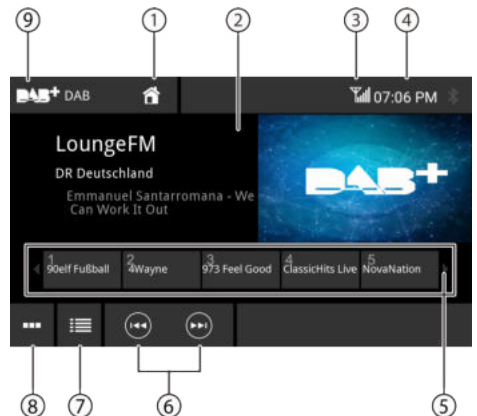 9 1 2 3 4
DAB+ DAB 07:06 PM
LoungeFM
DR Deutschland
Emmanuel Santarromana - We
Can Work It Out
DAB+
1 2 3 4 5
90elf Fußball 4Wayne 973 Feel Good ClassicHits Live NovaNation
8 7 6 5